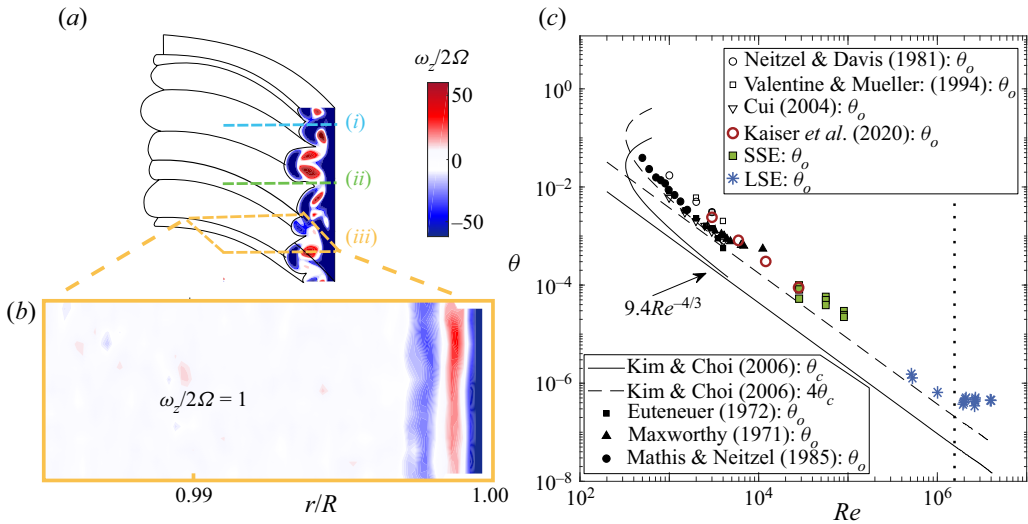 (a)
ω_z/2Ω
50
0
−50
(i)
(ii)
(iii)
(b)
ω_z/2Ω = 1
0.99
r/R
1.00
(c)
10^0
10^−2
θ
10^−4
10^−6
10^−8
10^2
10^4
10^6
Re
9.4Re^−4/3
Neitzel & Davis (1981): θ_o
Valentine & Mueller: (1994): θ_o
Cui (2004): θ_o
Kaiser et al. (2020): θ_o
SSE: θ_o
LSE: θ_o
Kim & Choi (2006): θ_c
Kim & Choi (2006): 4θ_c
Euteneuer (1972): θ_o
Maxworthy (1971): θ_o
Mathis & Neitzel (1985): θ_o